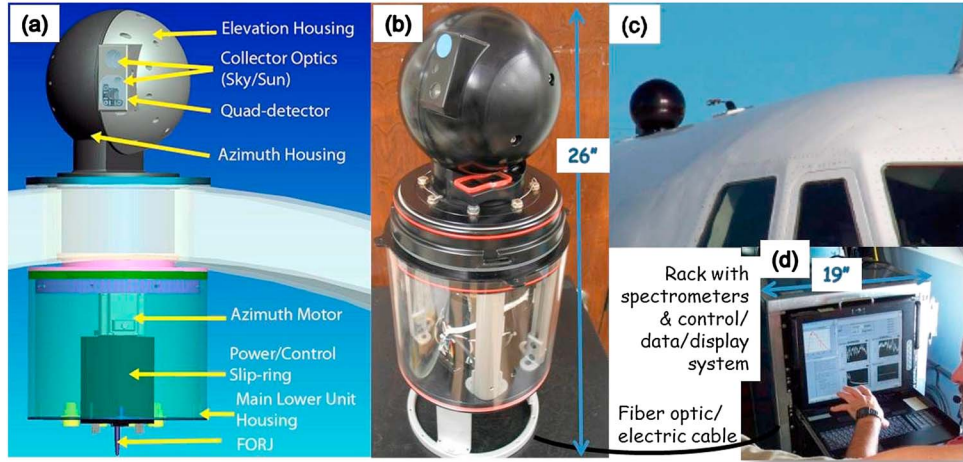 (a)
Elevation Housing
Collector Optics
(Sky/Sun)
Quad-detector
Azimuth Housing
Azimuth Motor
Power/Control
Slip-ring
Main Lower Unit
Housing
FORJ
(b)
26"
(c)
(d)
19"
Rack with
spectrometers
& control/
data/display
system
Fiber optic/
electric cable